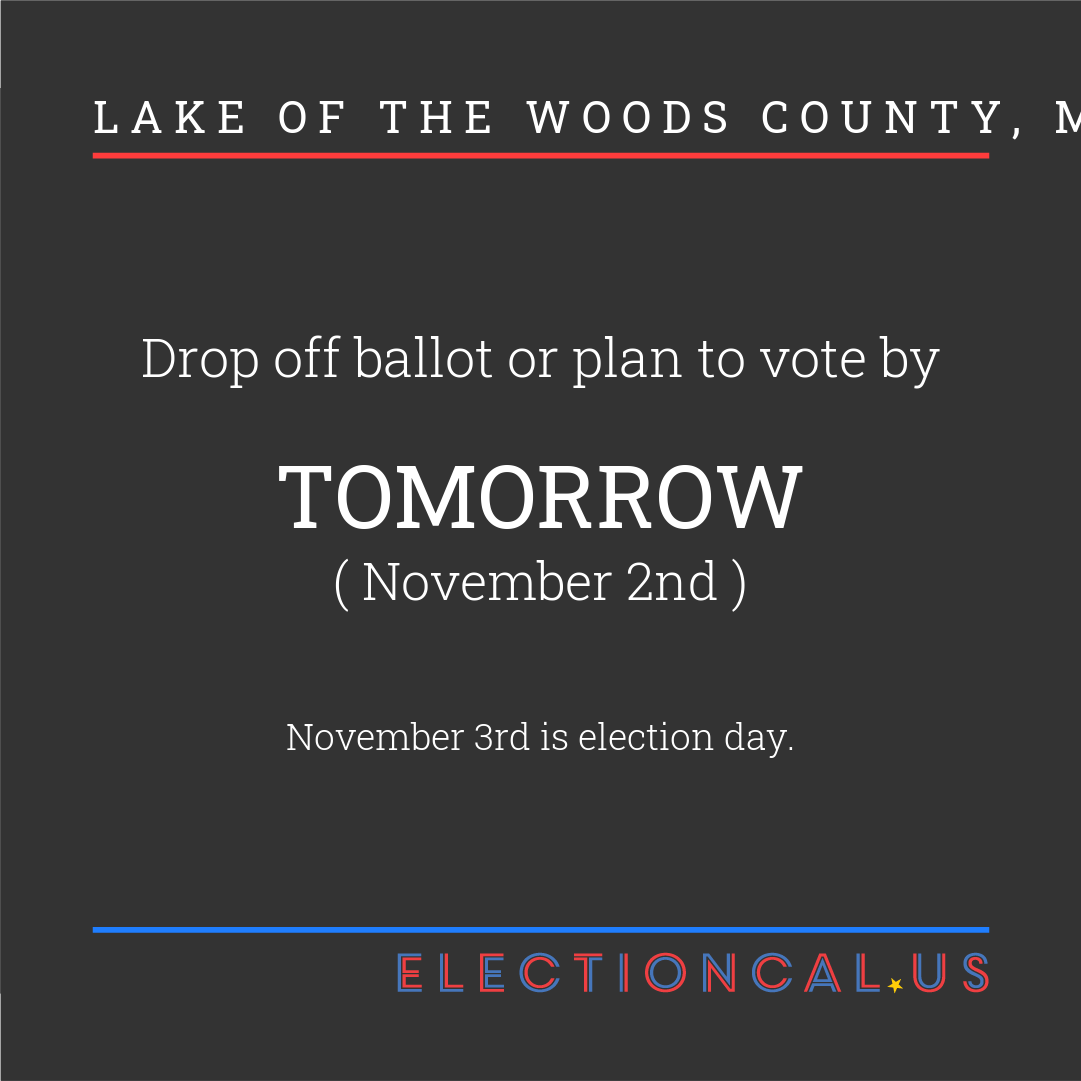 LAKE OF THE WOODS COUNTY, M
Drop off ballot or plan to vote by
TOMORROW
( November 2nd )
November 3rd is election day.
ELECTIONCAL.US